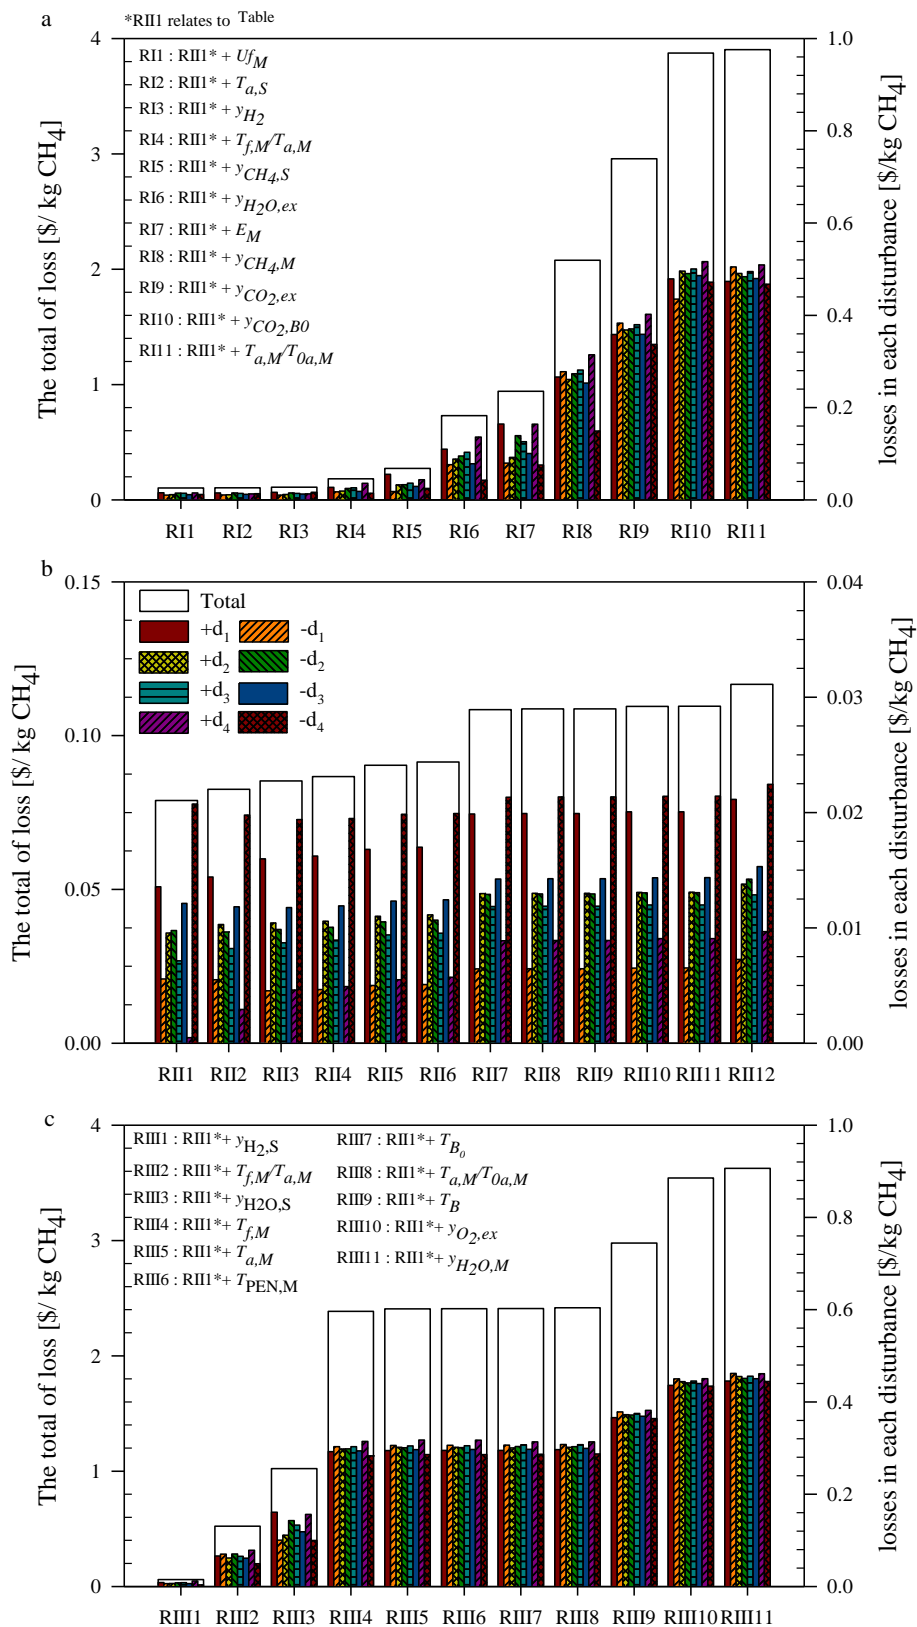 a
*RII1 relates to Table
RI1 : RII1* + Uf_M
RI2 : RII1* + T_a,S
RI3 : RII1* + y_H2
RI4 : RII1* + T_f,M/T_a,M
RI5 : RII1* + y_CH4,S
RI6 : RII1* + y_H2O,ex
RI7 : RII1* + E_M
RI8 : RII1* + y_CH4,M
RI9 : RII1* + y_CO2,ex
RI10 : RII1* + y_CO2,B0
RI11 : RII1* + T_a,M/T_0a,M
The total of loss [$/ kg CH4]
4
3
2
1
0
1.0
0.8
0.6
0.4
0.2
0.0
losses in each disturbance [$/kg CH4]
RI1 RI2 RI3 RI4 RI5 RI6 RI7 RI8 RI9 RI10 RI11
b
The total of loss [$/ kg CH4]
0.15
0.10
0.05
0.00
Total
+d1 -d1
+d2 -d2
+d3 -d3
+d4 -d4
0.04
0.03
0.02
0.01
0.00
losses in each disturbance [$/kg CH4]
RII1 RII2 RII3 RII4 RII5 RII6 RII7 RII8 RII9 RII10 RII11 RII12
c
The total of loss [$/ kg CH4]
4
3
2
1
0
RIII1 : RII1*+ y_H2,S
RIII2 : RII1*+ T_f,M/T_a,M
RIII3 : RII1*+ y_H2O,S
RIII4 : RII1*+ T_f,M
RIII5 : RII1*+ T_a,M
RIII6 : RII1*+ T_PEN,M
RIII7 : RII1*+ T_B0
RIII8 : RII1*+ T_a,M/T_0a,M
RIII9 : RII1*+ T_B
RIII10 : RII1*+ y_O2,ex
RIII11 : RII1*+ y_H2O,M
1.0
0.8
0.6
0.4
0.2
0.0
losses in each disturbance [$/kg CH4]
RIII1 RIII2 RIII3 RIII4 RIII5 RIII6 RIII7 RIII8 RIII9 RIII10 RIII11